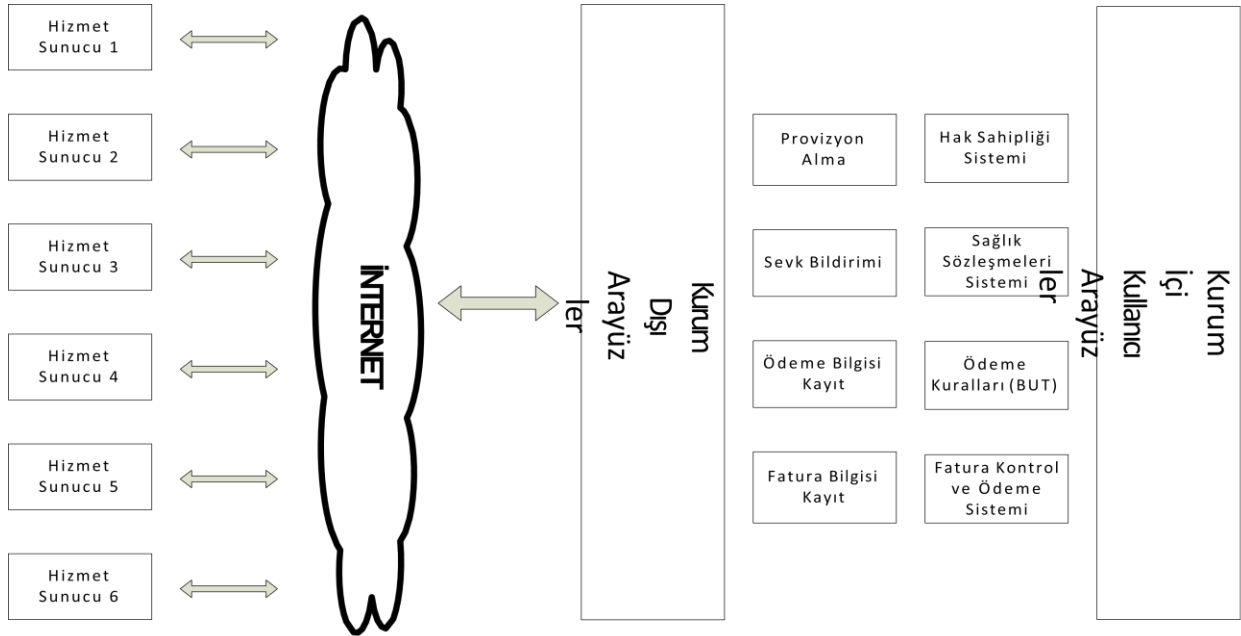 Hizmet
Sunucu 1
Hizmet
Sunucu 2
Hizmet
Sunucu 3
Hizmet
Sunucu 4
Hizmet
Sunucu 5
Hizmet
Sunucu 6
İNTERNET
Kurum
Dışı
Arayüz
ler
Provizyon
Alma
Sevk Bildirimi
Ödeme Bilgisi
Kayıt
Fatura Bilgisi
Kayıt
Hak Sahipliği
Sistemi
Sağlık
Sözleşmeleri
Sistemi
Ödeme
Kuralları (BUT)
Fatura Kontrol
ve Ödeme
Sistemi
Kurum
İçi
Kullanıcı
Arayüz
ler